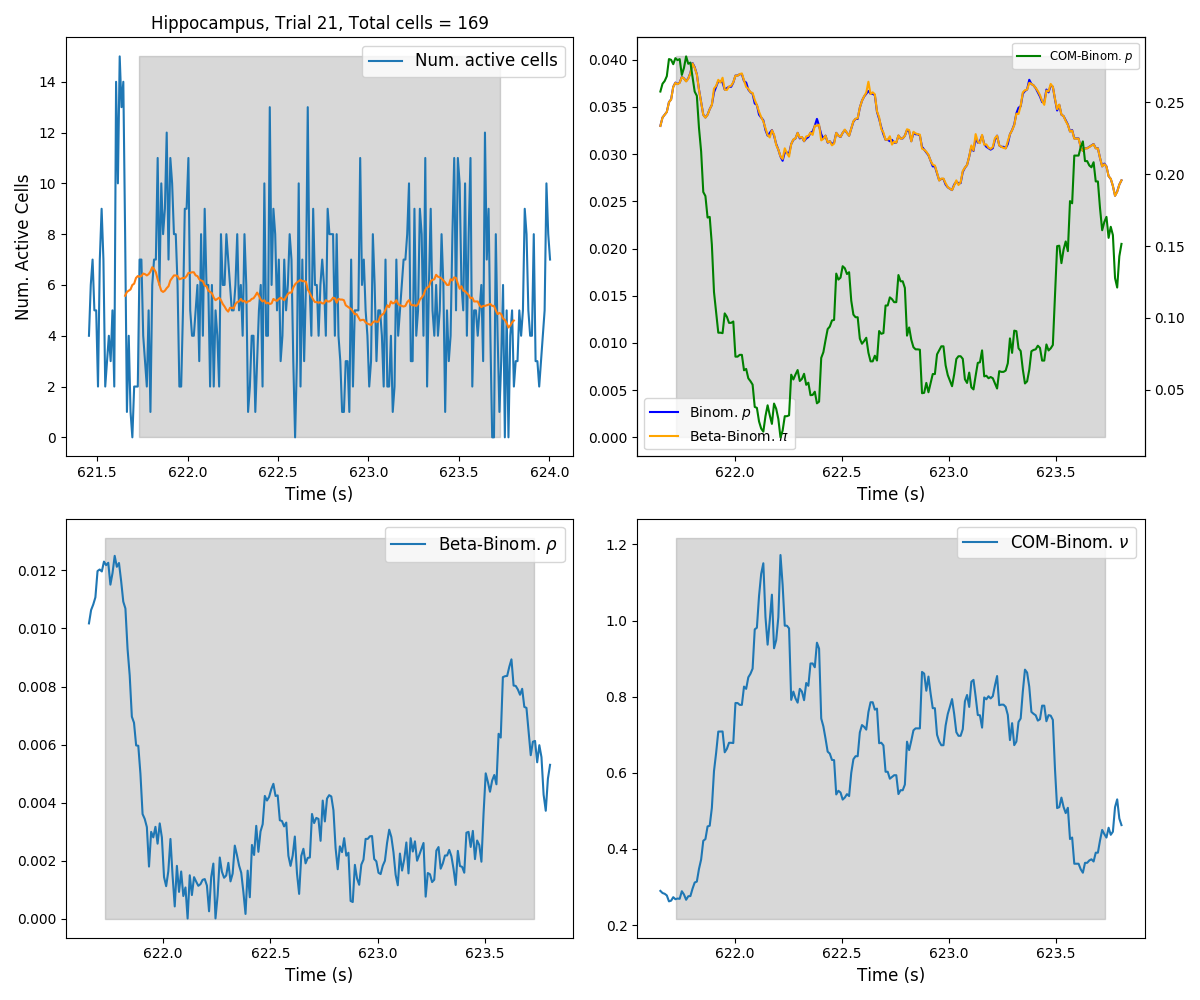 Hippocampus, Trial 21, Total cells = 169
Num. active cells
Num. Active Cells
14
12
10
8
6
4
2
0
621.5 622.0 622.5 623.0 623.5 624.0
Time (s)
COM-Binom. p
0.040
0.035
0.030
0.025
0.020
0.015
0.010
0.005
0.000
0.25
0.20
0.15
0.10
0.05
Binom. p
Beta-Binom. π
622.0 622.5 623.0 623.5
Time (s)
Beta-Binom. ρ
0.012
0.010
0.008
0.006
0.004
0.002
0.000
622.0 622.5 623.0 623.5
Time (s)
COM-Binom. ν
1.2
1.0
0.8
0.6
0.4
0.2
622.0 622.5 623.0 623.5
Time (s)